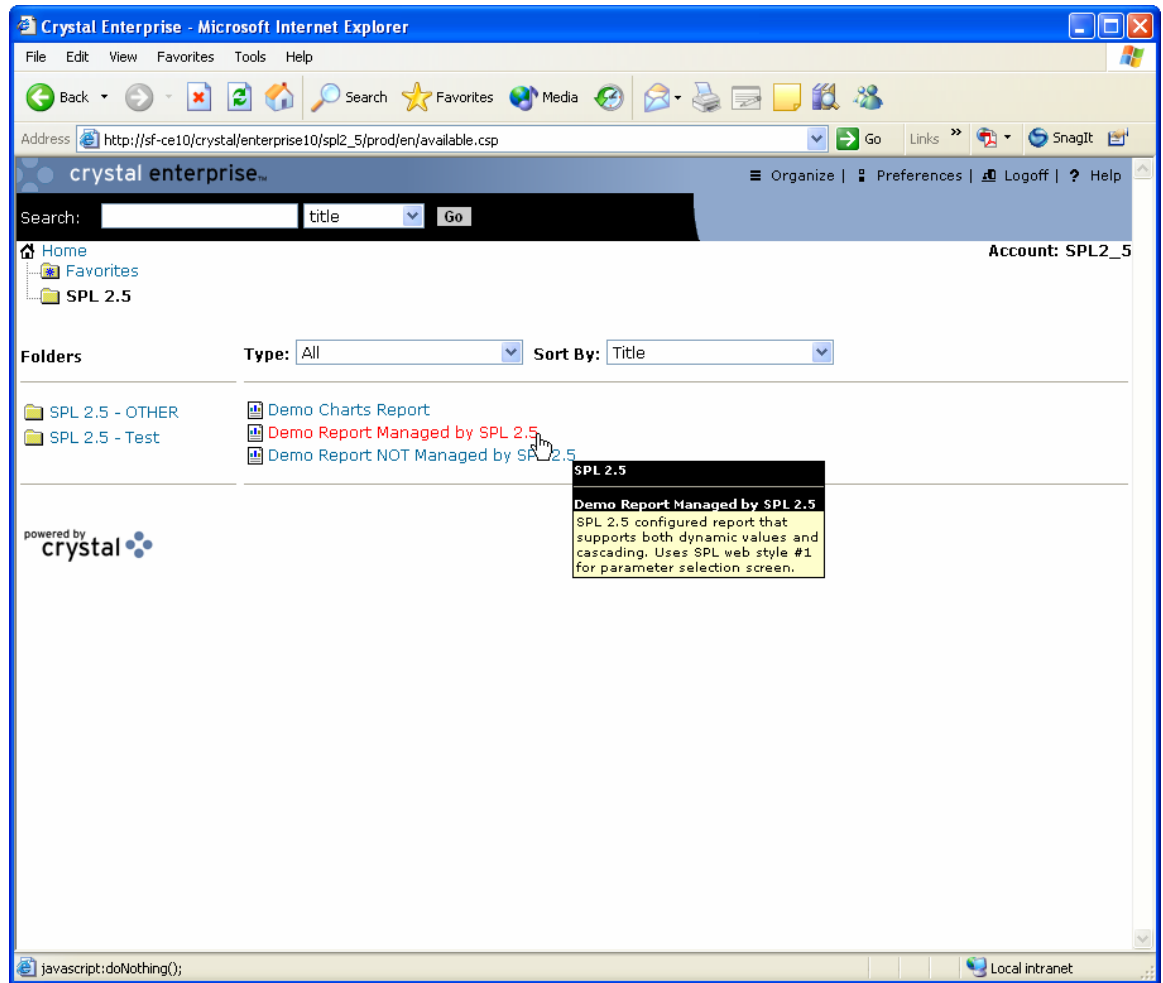 Crystal Enterprise - Microsoft Internet Explorer
File Edit View Favorites Tools Help
Back Search Favorites Media
Address http://sf-ce10/crystal/enterprise10/spl2_5/prod/en/available.csp Go Links » SnagIt
crystal enterprise™ Organize | Preferences | Logoff | ? Help
Search: title Go
Home Account: SPL2_5
Favorites
SPL 2.5
Folders Type: All Sort By: Title
SPL 2.5 - OTHER Demo Charts Report
SPL 2.5 - Test Demo Report Managed by SPL 2.5
Demo Report NOT Managed by SPL 2.5
SPL 2.5
Demo Report Managed by SPL 2.5
SPL 2.5 configured report that
supports both dynamic values and
cascading. Uses SPL web style #1
for parameter selection screen.
powered by
crystal
javascript:doNothing(); Local intranet